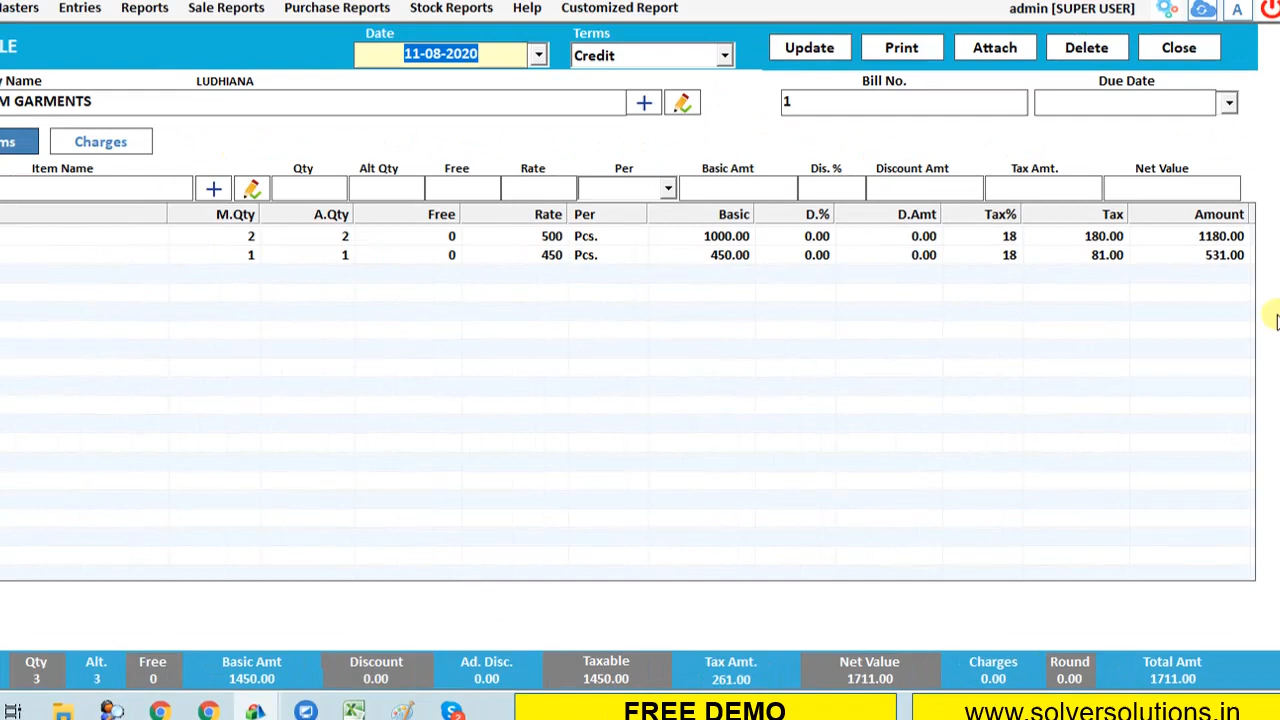 asters Entries Reports Sale Reports Purchase Reports Stock Reports Help Customized Report admin [SUPER USER] A
LE Date Terms
11-08-2020 Credit Update Print Attach Delete Close
y Name LUDHIANA Bill No. Due Date
M GARMENTS 1
ms Charges
Item Name Qty Alt Qty Free Rate Per Basic Amt Dis. % Discount Amt Tax Amt. Net Value
M.Qty A.Qty Free Rate Per Basic D.% D.Amt Tax% Tax Amount
2 2 0 500 Pcs. 1000.00 0.00 0.00 18 180.00 1180.00
1 1 0 450 Pcs. 450.00 0.00 0.00 18 81.00 531.00
Qty Alt. Free Basic Amt Discount Ad. Disc. Taxable Tax Amt. Net Value Charges Round Total Amt
3 3 0 1450.00 0.00 0.00 1450.00 261.00 1711.00 0.00 0.00 1711.00
FREE DEMO www.solversolutions.in